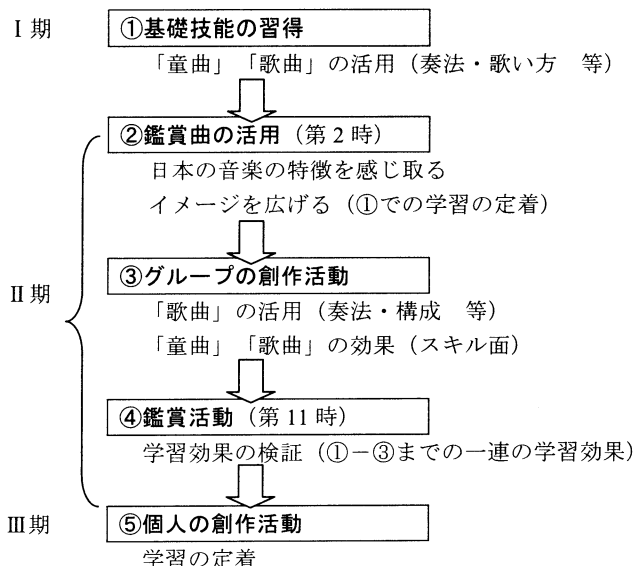 Ⅰ期 ①基礎技能の習得
「童曲」「歌曲」の活用（奏法・歌い方　等）
②鑑賞曲の活用（第2時）
日本の音楽の特徴を感じ取る
イメージを広げる（①での学習の定着）
Ⅱ期
③グループの創作活動
「歌曲」の活用（奏法・構成　等）
「童曲」「歌曲」の効果（スキル面）
④鑑賞活動（第11時）
学習効果の検証（①－③までの一連の学習効果）
Ⅲ期 ⑤個人の創作活動
学習の定着